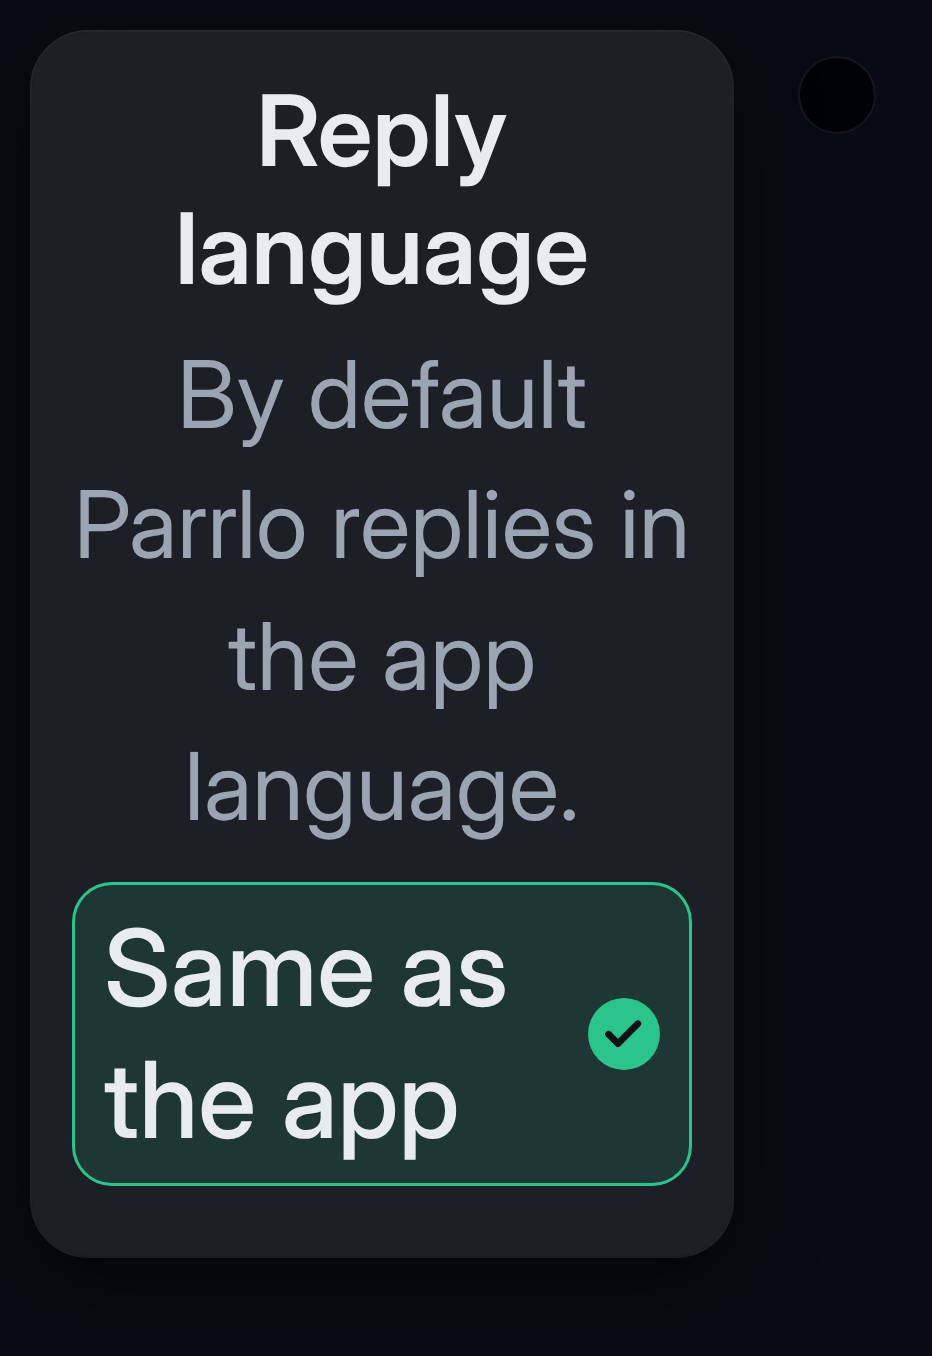 Reply
language
By default
Parrlo replies in
the app
language.
Same as
the app